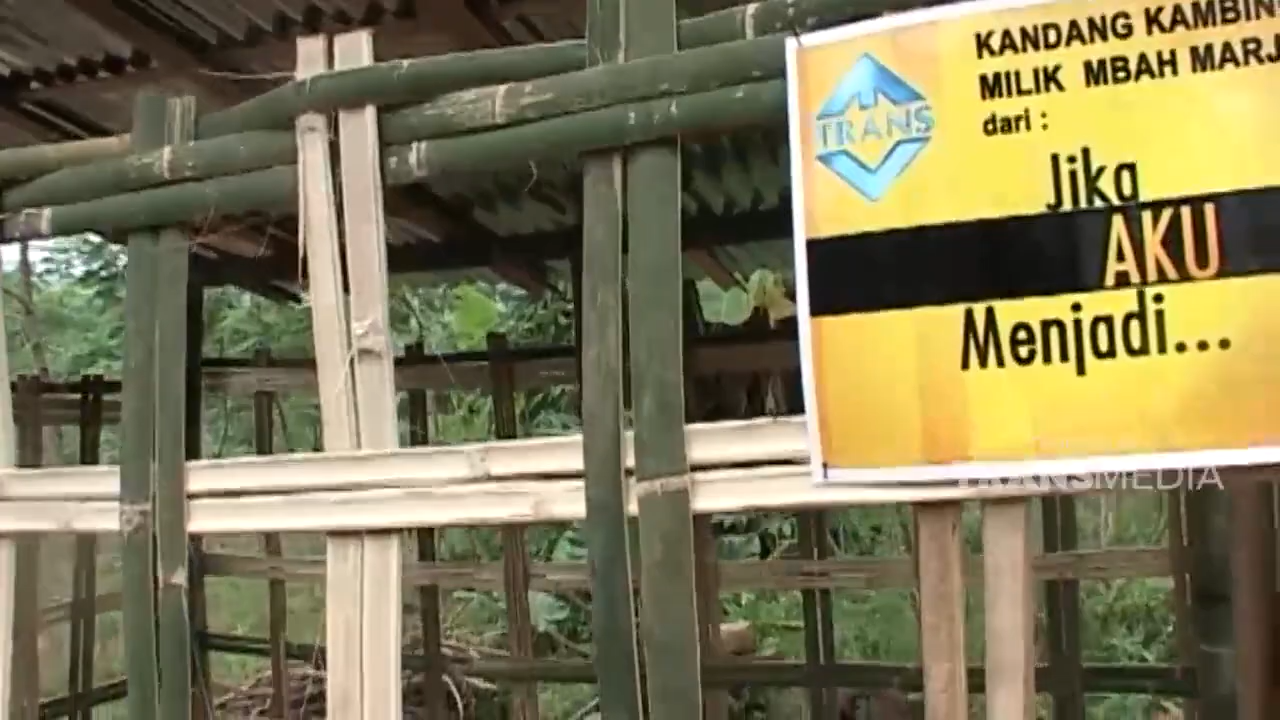 TRANS
KANDANG KAMBIN
MILIK MBAH MARJ
dari :
Jika
AKU
Menjadi...
TRANSMEDIA